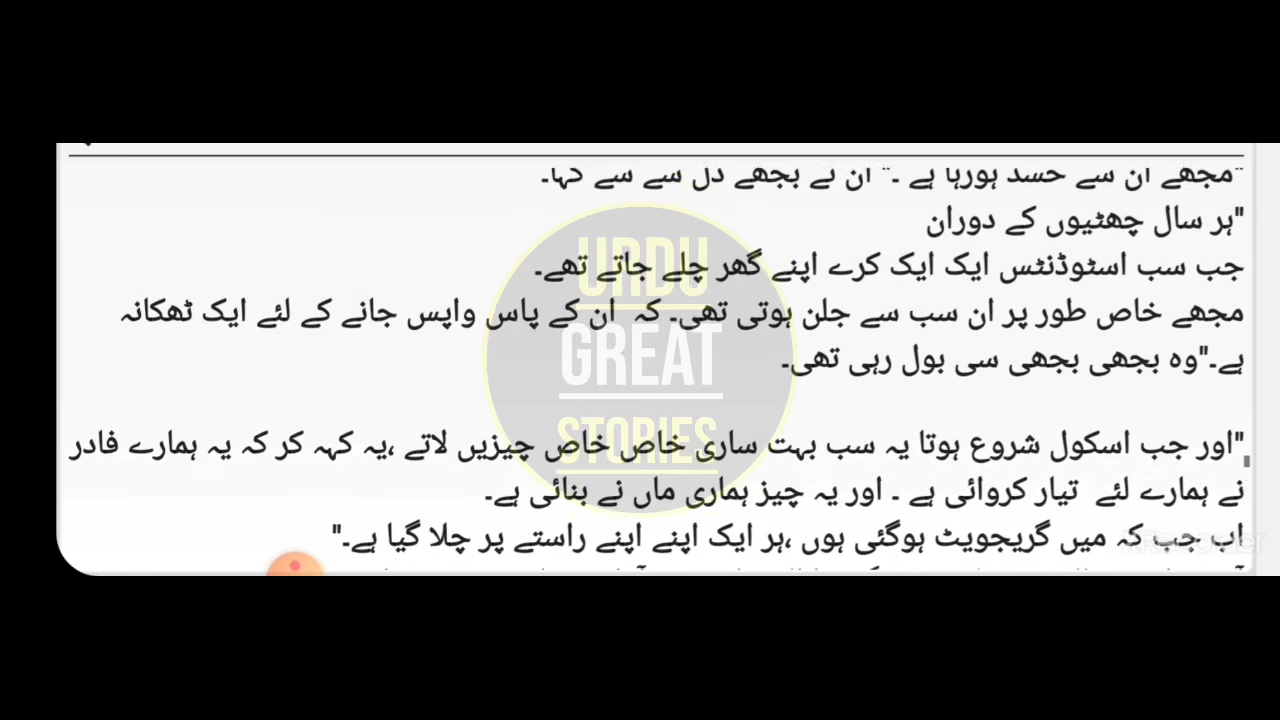 "مجھے ان سے حسد ہورہا ہے ۔" ان نے بجھے دل سے سے کہا۔
"ہر سال چھٹیوں کے دوران
جب سب اسٹوڈنٹس ایک ایک کرے اپنے گھر چلے جاتے تھے۔
مجھے خاص طور پر ان سب سے جلن ہوتی تھی۔ کہ ان کے پاس واپس جانے کے لئے ایک ٹھکانہ
ہے۔"وہ بجھی بجھی سی بول رہی تھی۔
"اور جب اسکول شروع ہوتا یہ سب بہت ساری خاص خاص چیزیں لاتے ،یہ کہہ کر کہ یہ ہمارے فادر
نے ہمارے لئے تیار کروائی ہے ۔ اور یہ چیز ہماری ماں نے بنائی ہے۔
اب جب کہ میں گریجویٹ ہوگئی ہوں ،ہر ایک اپنے اپنے راستے پر چلا گیا ہے۔"
URDU
GREAT
STORIES